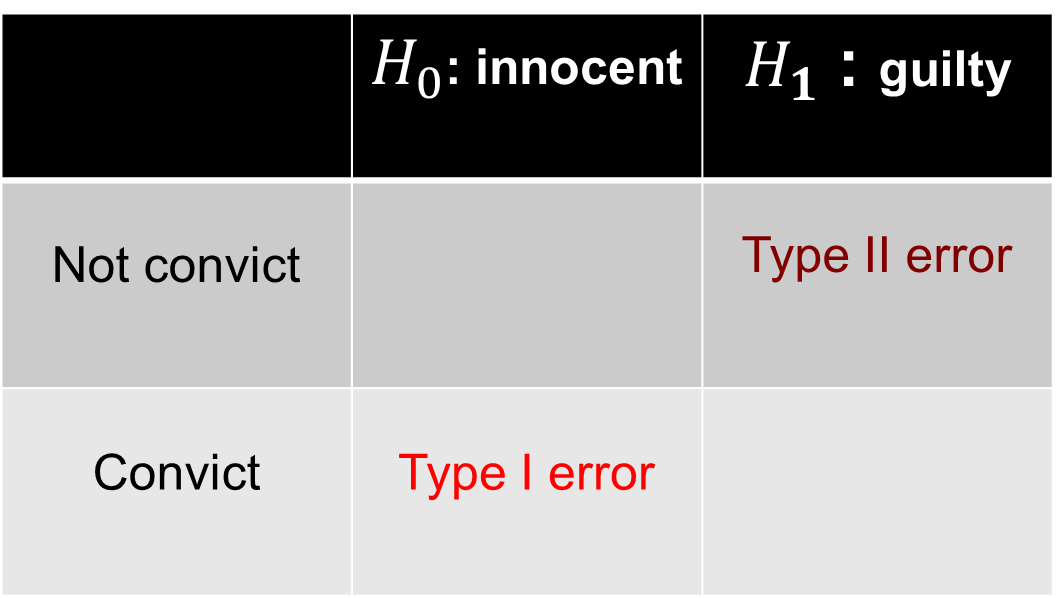 H₀: innocent
H₁ : guilty
Not convict
Type II error
Convict
Type I error